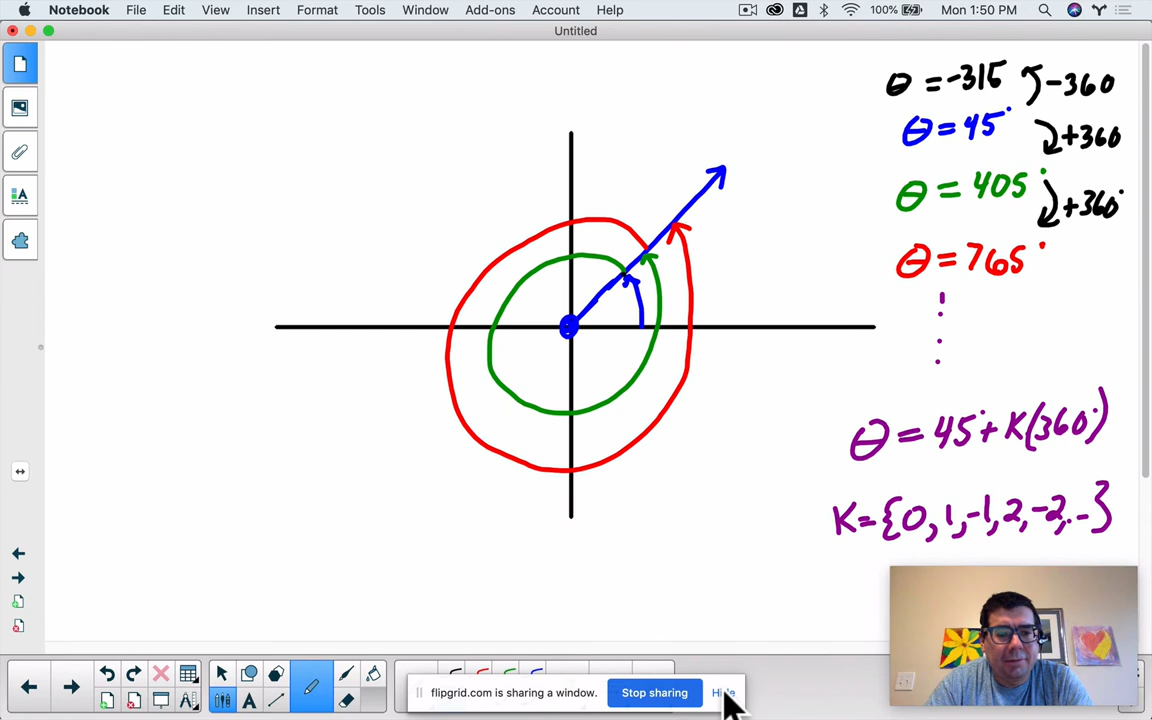 Notebook File Edit View Insert Format Tools Window Add-ons Account Help 100% Mon 1:50 PM
Untitled
θ = -315 -360
θ = 45° +360
θ = 405° +360°
θ = 765°
θ = 45° + K(360°)
K = {0, 1, -1, 2, -2, ...}
flipgrid.com is sharing a window. Stop sharing Hide